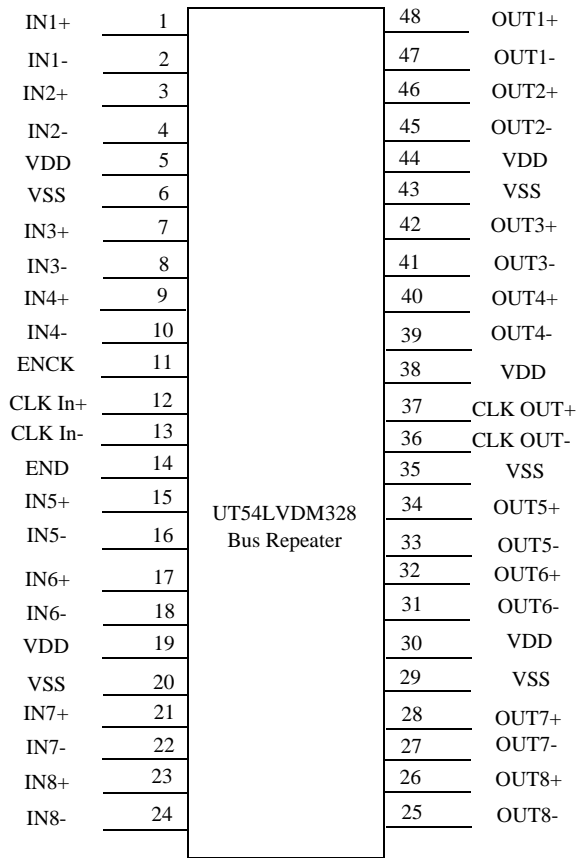 IN1+ 1 48 OUT1+
IN1- 2 47 OUT1-
IN2+ 3 46 OUT2+
IN2- 4 45 OUT2-
VDD 5 44 VDD
VSS 6 43 VSS
IN3+ 7 42 OUT3+
IN3- 8 41 OUT3-
IN4+ 9 40 OUT4+
IN4- 10 39 OUT4-
ENCK 11 38 VDD
CLK In+ 12 37 CLK OUT+
CLK In- 13 36 CLK OUT-
END 14 35 VSS
IN5+ 15 34 OUT5+
UT54LVDM328
IN5- 16 33 OUT5-
Bus Repeater
IN6+ 17 32 OUT6+
IN6- 18 31 OUT6-
VDD 19 30 VDD
VSS 20 29 VSS
IN7+ 21 28 OUT7+
IN7- 22 27 OUT7-
IN8+ 23 26 OUT8+
IN8- 24 25 OUT8-